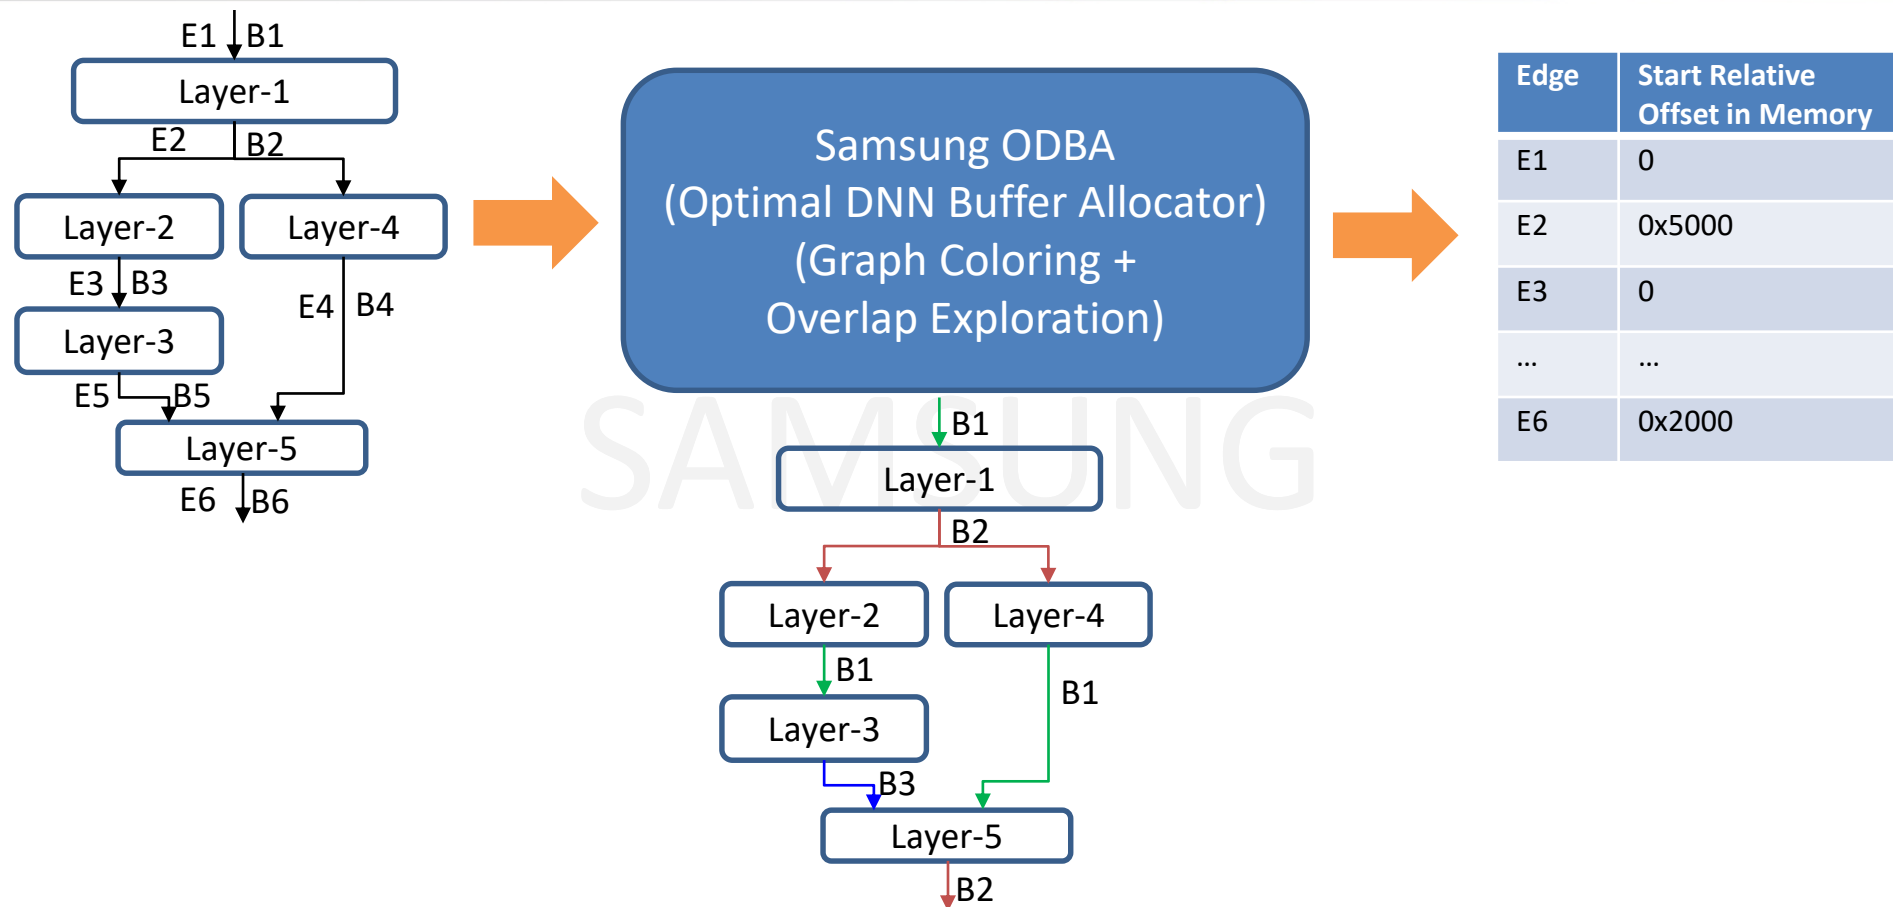 E1 B1
Layer-1
E2 B2
Layer-2 Layer-4
E3 B3
E4 B4
Layer-3
E5 B5
Layer-5
E6 B6
Samsung ODBA
(Optimal DNN Buffer Allocator)
(Graph Coloring +
Overlap Exploration)
SAMSUNG
B1
Layer-1
B2
Layer-2 Layer-4
B1 B1
Layer-3
B3
Layer-5
B2
Edge Start Relative
Offset in Memory
E1 0
E2 0x5000
E3 0
... ...
E6 0x2000